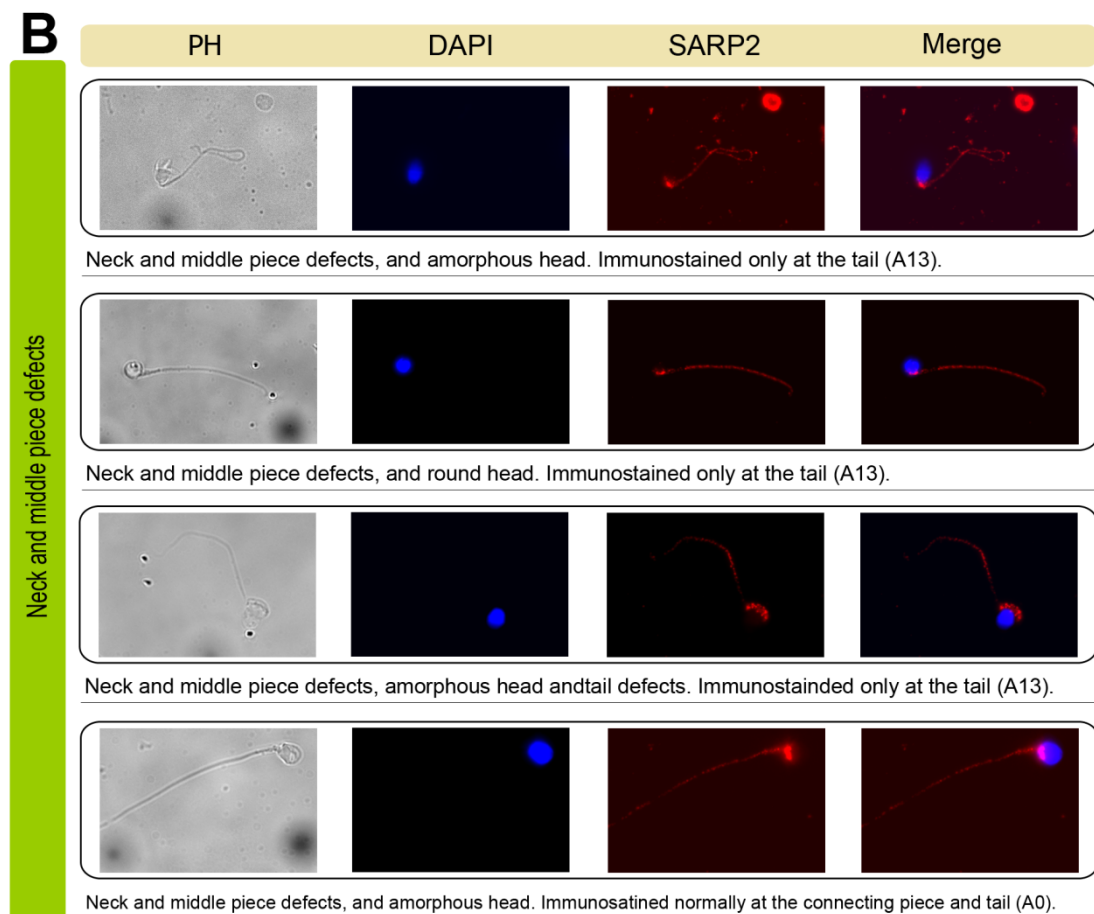 B
PH DAPI SARP2 Merge
Neck and middle piece defects
Neck and middle piece defects, and amorphous head. Immunostained only at the tail (A13).
Neck and middle piece defects, and round head. Immunostained only at the tail (A13).
Neck and middle piece defects, amorphous head andtail defects. Immunostainded only at the tail (A13).
Neck and middle piece defects, and amorphous head. Immunosatined normally at the connecting piece and tail (A0).